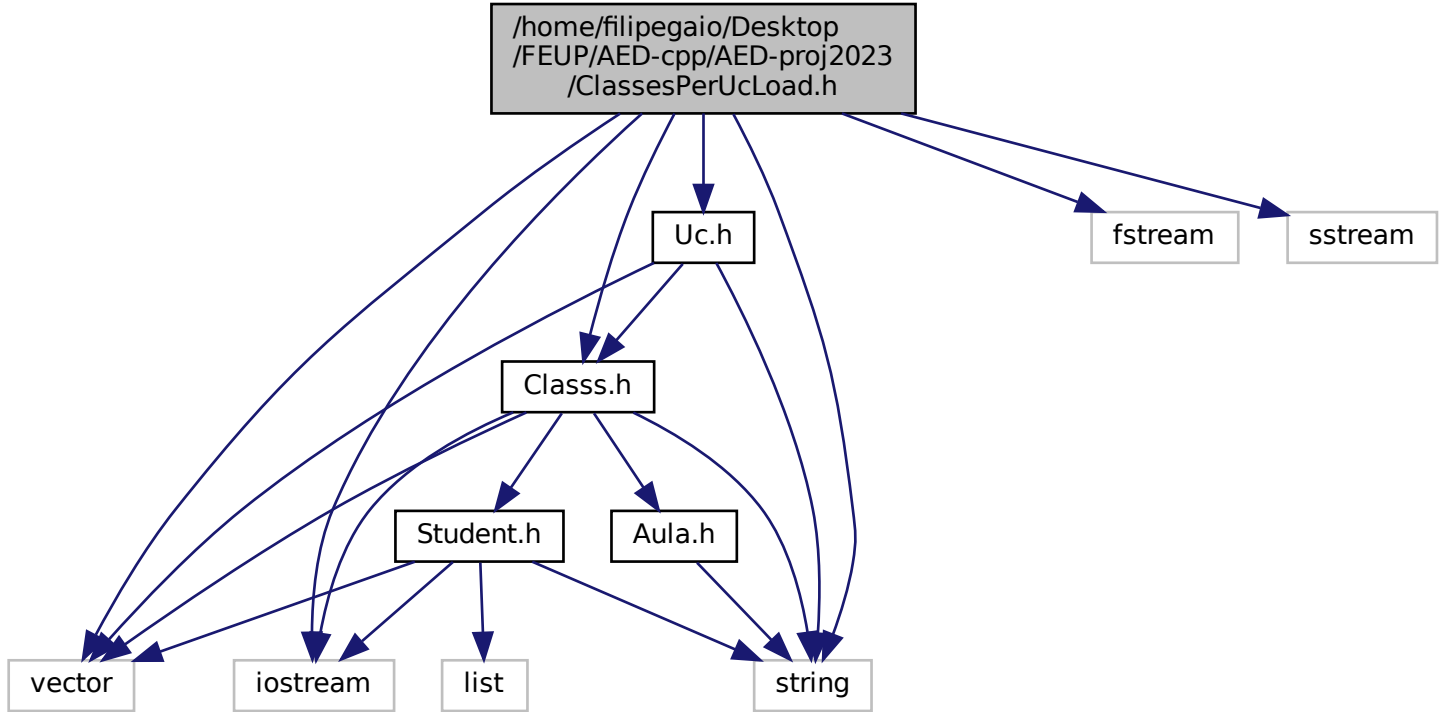 /home/filipegaio/Desktop
/FEUP/AED-cpp/AED-proj2023
/ClassesPerUcLoad.h
Uc.h
fstream
sstream
Classs.h
Student.h
Aula.h
vector
iostream
list
string